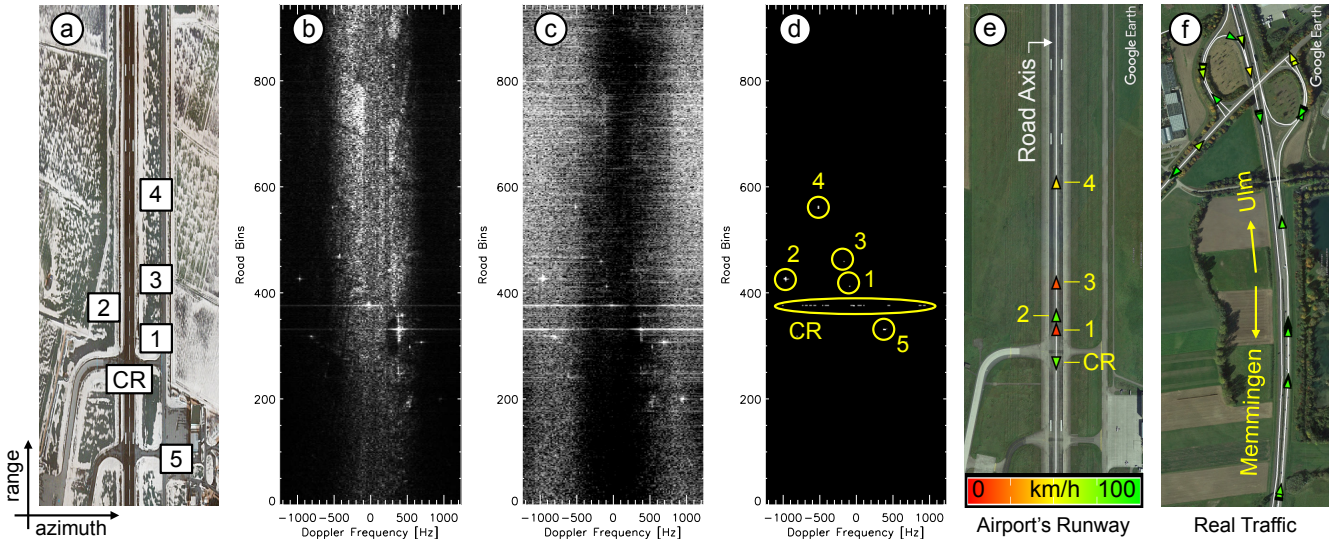 a
4
3
2
1
CR
5
range
azimuth
b
Road Bins
800
600
400
200
0
−1000
−500
0
500
1000
Doppler Frequency [Hz]
c
Road Bins
800
600
400
200
0
−1000
−500
0
500
1000
Doppler Frequency [Hz]
d
Road Bins
800
600
400
200
0
4
3
2
1
CR
5
−1000
−500
0
500
1000
Doppler Frequency [Hz]
e
Google Earth
Road Axis
4
3
2
1
CR
0 km/h 100
Airport's Runway
f
Google Earth
Ulm
Memmingen
Real Traffic